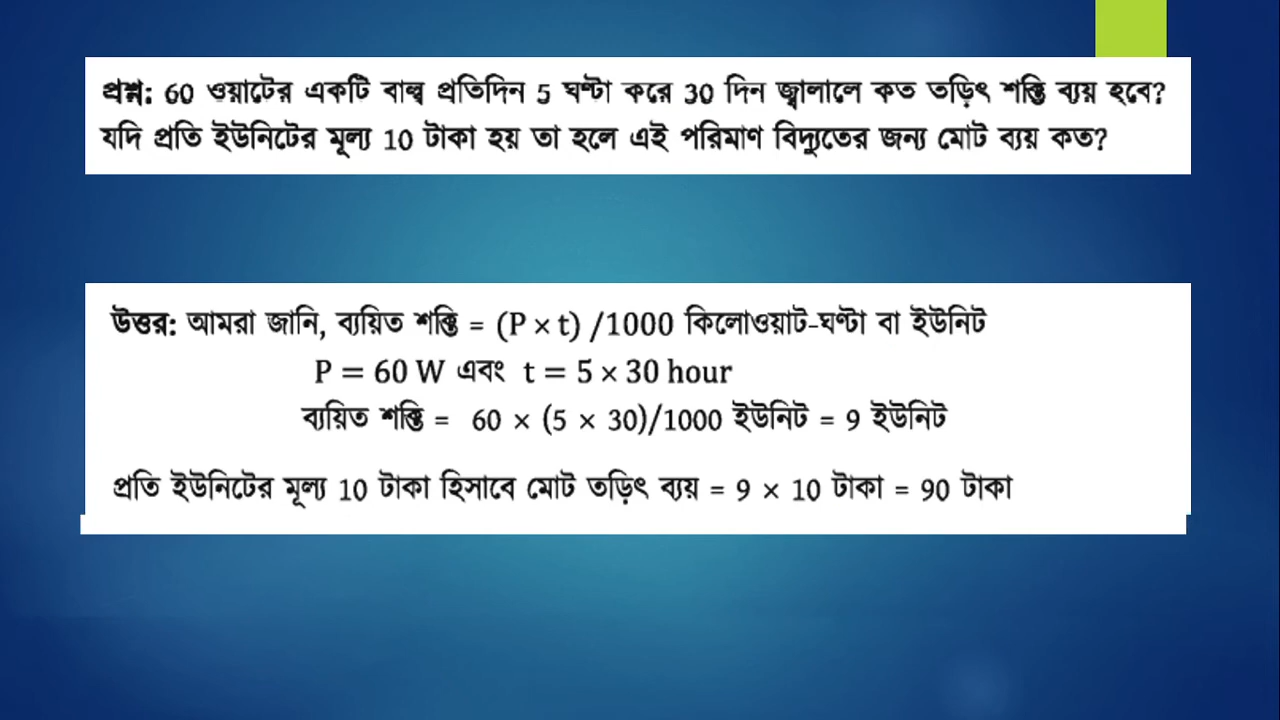 প্রশ্ন: 60 ওয়াটের একটি বাল্ব প্রতিদিন 5 ঘণ্টা করে 30 দিন জ্বালালে কত তড়িৎ শক্তি ব্যয় হবে?
যদি প্রতি ইউনিটের মূল্য 10 টাকা হয় তা হলে এই পরিমাণ বিদ্যুতের জন্য মোট ব্যয় কত?
উত্তর: আমরা জানি, ব্যয়িত শক্তি = (P × t) /1000 কিলোওয়াট-ঘণ্টা বা ইউনিট
P = 60 W এবং t = 5 × 30 hour
ব্যয়িত শক্তি = 60 × (5 × 30)/1000 ইউনিট = 9 ইউনিট
প্রতি ইউনিটের মূল্য 10 টাকা হিসাবে মোট তড়িৎ ব্যয় = 9 × 10 টাকা = 90 টাকা